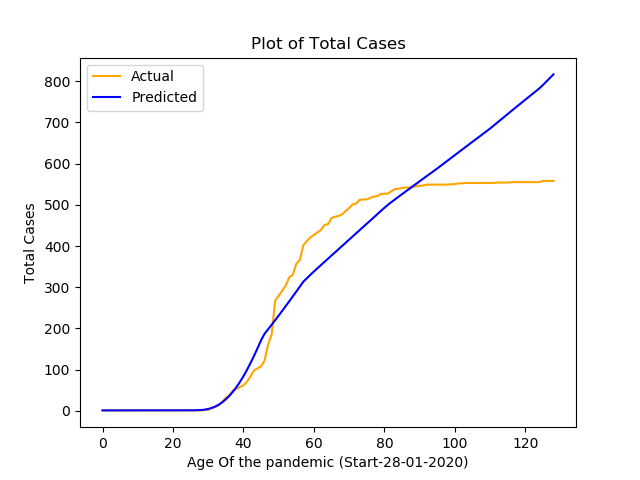 Plot of Total Cases
Actual
Predicted
800
700
600
500
400
300
200
100
0
Total Cases
0 20 40 60 80 100 120
Age Of the pandemic (Start-28-01-2020)